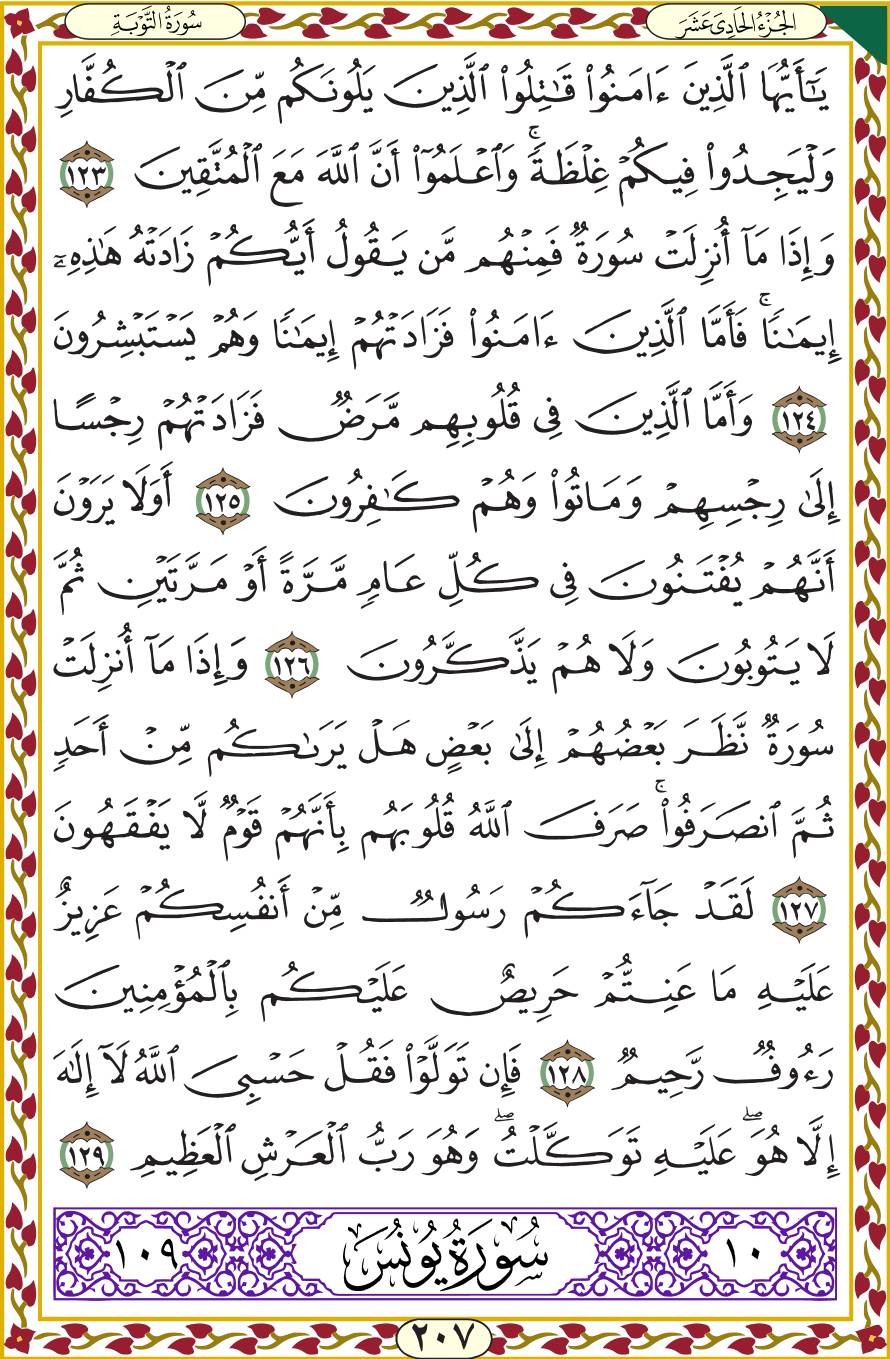 الجُزْءُ الحَادِىَ عَشَرَ
سُورَةُ التَّوْبَةِ
يَـٰٓأَيُّهَا ٱلَّذِينَ ءَامَنُوا۟ قَـٰتِلُوا۟ ٱلَّذِينَ يَلُونَكُم مِّنَ ٱلْكُفَّارِ
وَلْيَجِدُوا۟ فِيكُمْ غِلْظَةً ۚ وَٱعْلَمُوٓا۟ أَنَّ ٱللَّهَ مَعَ ٱلْمُتَّقِينَ ١٢٣
وَإِذَا مَآ أُنزِلَتْ سُورَةٌ فَمِنْهُم مَّن يَقُولُ أَيُّكُمْ زَادَتْهُ هَـٰذِهِۦٓ
إِيمَـٰنًا ۚ فَأَمَّا ٱلَّذِينَ ءَامَنُوا۟ فَزَادَتْهُمْ إِيمَـٰنًا وَهُمْ يَسْتَبْشِرُونَ
١٢٤ وَأَمَّا ٱلَّذِينَ فِى قُلُوبِهِم مَّرَضٌ فَزَادَتْهُمْ رِجْسًا
إِلَىٰ رِجْسِهِمْ وَمَاتُوا۟ وَهُمْ كَـٰفِرُونَ ١٢٥ أَوَلَا يَرَوْنَ
أَنَّهُمْ يُفْتَنُونَ فِى كُلِّ عَامٍ مَّرَّةً أَوْ مَرَّتَيْنِ ثُمَّ
لَا يَتُوبُونَ وَلَا هُمْ يَذَّكَّرُونَ ١٢٦ وَإِذَا مَآ أُنزِلَتْ
سُورَةٌ نَّظَرَ بَعْضُهُمْ إِلَىٰ بَعْضٍ هَلْ يَرَىٰكُم مِّنْ أَحَدٍ
ثُمَّ ٱنصَرَفُوا۟ ۚ صَرَفَ ٱللَّهُ قُلُوبَهُم بِأَنَّهُمْ قَوْمٌ لَّا يَفْقَهُونَ
١٢٧ لَقَدْ جَآءَكُمْ رَسُولٌ مِّنْ أَنفُسِكُمْ عَزِيزٌ
عَلَيْهِ مَا عَنِتُّمْ حَرِيصٌ عَلَيْكُم بِٱلْمُؤْمِنِينَ
رَءُوفٌ رَّحِيمٌ ١٢٨ فَإِن تَوَلَّوْا۟ فَقُلْ حَسْبِىَ ٱللَّهُ لَآ إِلَـٰهَ
إِلَّا هُوَ ۖ عَلَيْهِ تَوَكَّلْتُ ۖ وَهُوَ رَبُّ ٱلْعَرْشِ ٱلْعَظِيمِ ١٢٩
١٠ سُورَةُ يُونُسَ ١٠٩
٢٠٧